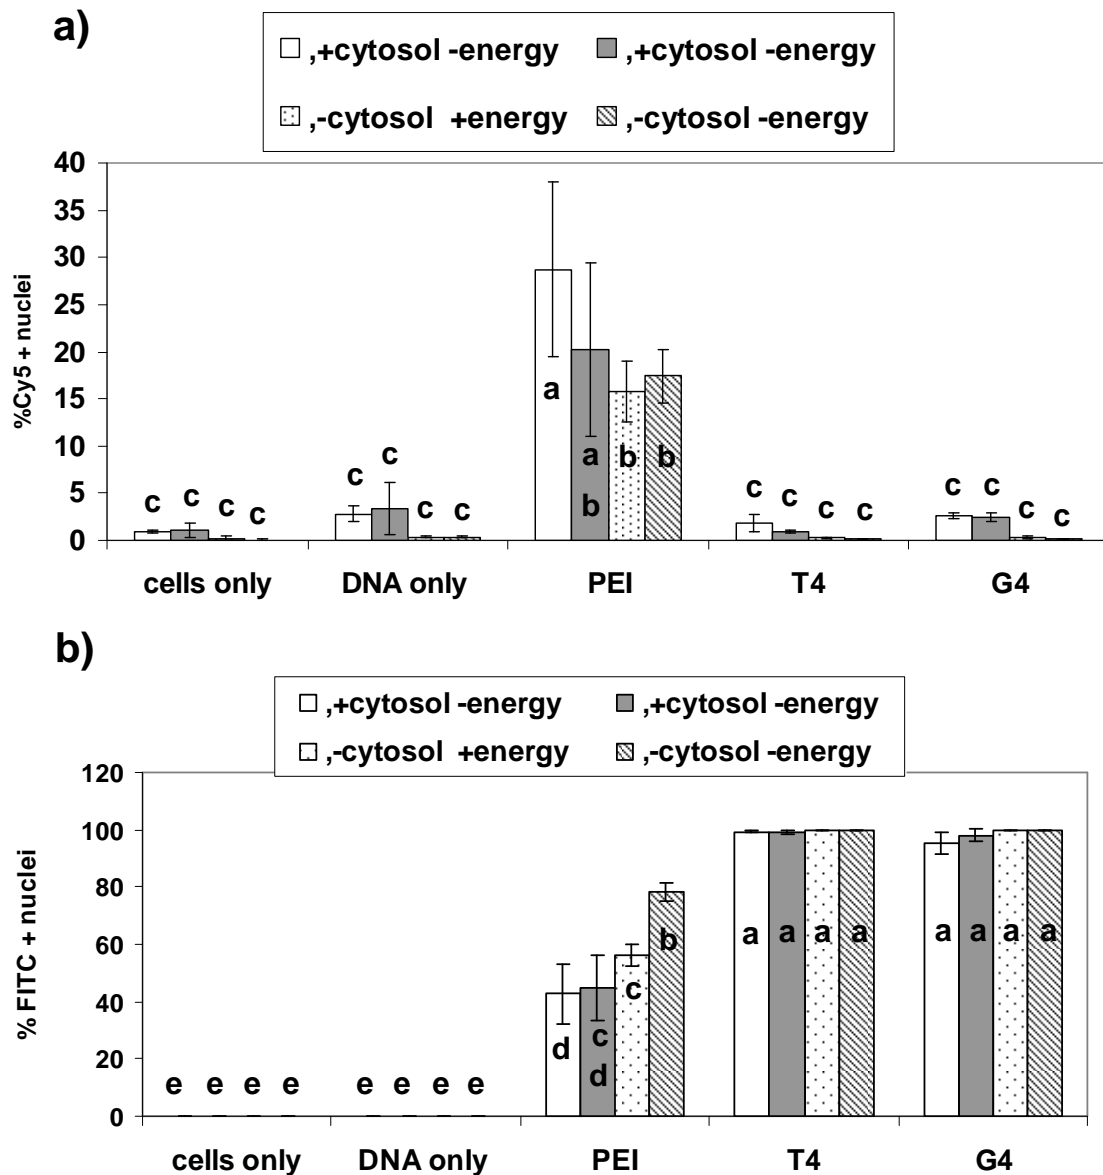 a)
,+cytosol -energy ,+cytosol -energy
,-cytosol +energy ,-cytosol -energy
40
35
30
25
20
15
10
5
0
%Cy5 + nuclei
c c c c
c c c c
a a b b b
c c c c
c c c c
cells only DNA only PEI T4 G4
b)
,+cytosol -energy ,+cytosol -energy
,-cytosol +energy ,-cytosol -energy
120
100
80
60
40
20
0
% FITC + nuclei
e e e e
e e e e
d c d c b
a a a a
a a a a
cells only DNA only PEI T4 G4